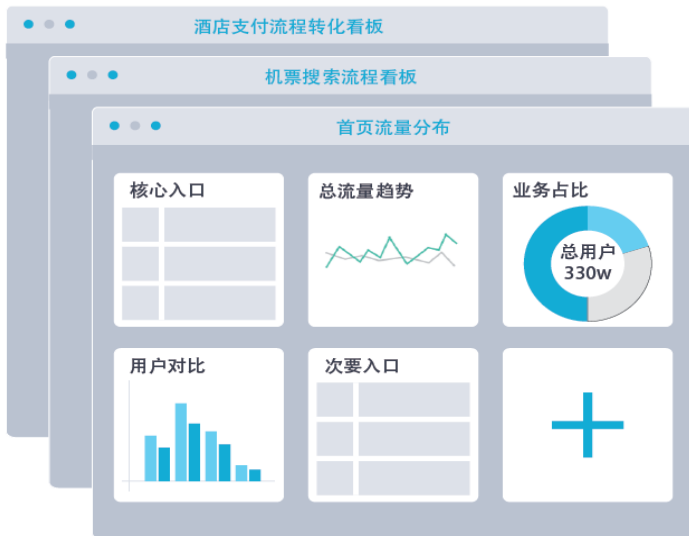 酒店支付流程转化看板
机票搜索流程看板
首页流量分布
核心入口
总流量趋势
业务占比
总用户
330w
用户对比
次要入口